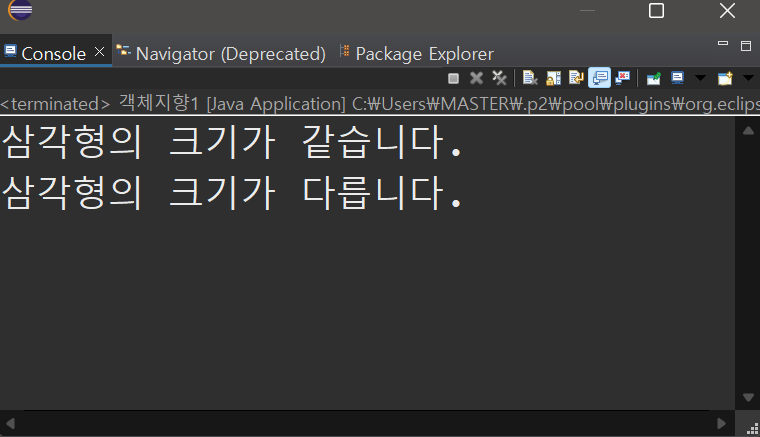 Console Navigator (Deprecated) Package Explorer
<terminated> 객체지향1 [Java Application] C:₩Users₩MASTER₩.p2₩pool₩plugins₩org.eclips
삼각형의 크기가 같습니다.
삼각형의 크기가 다릅니다.